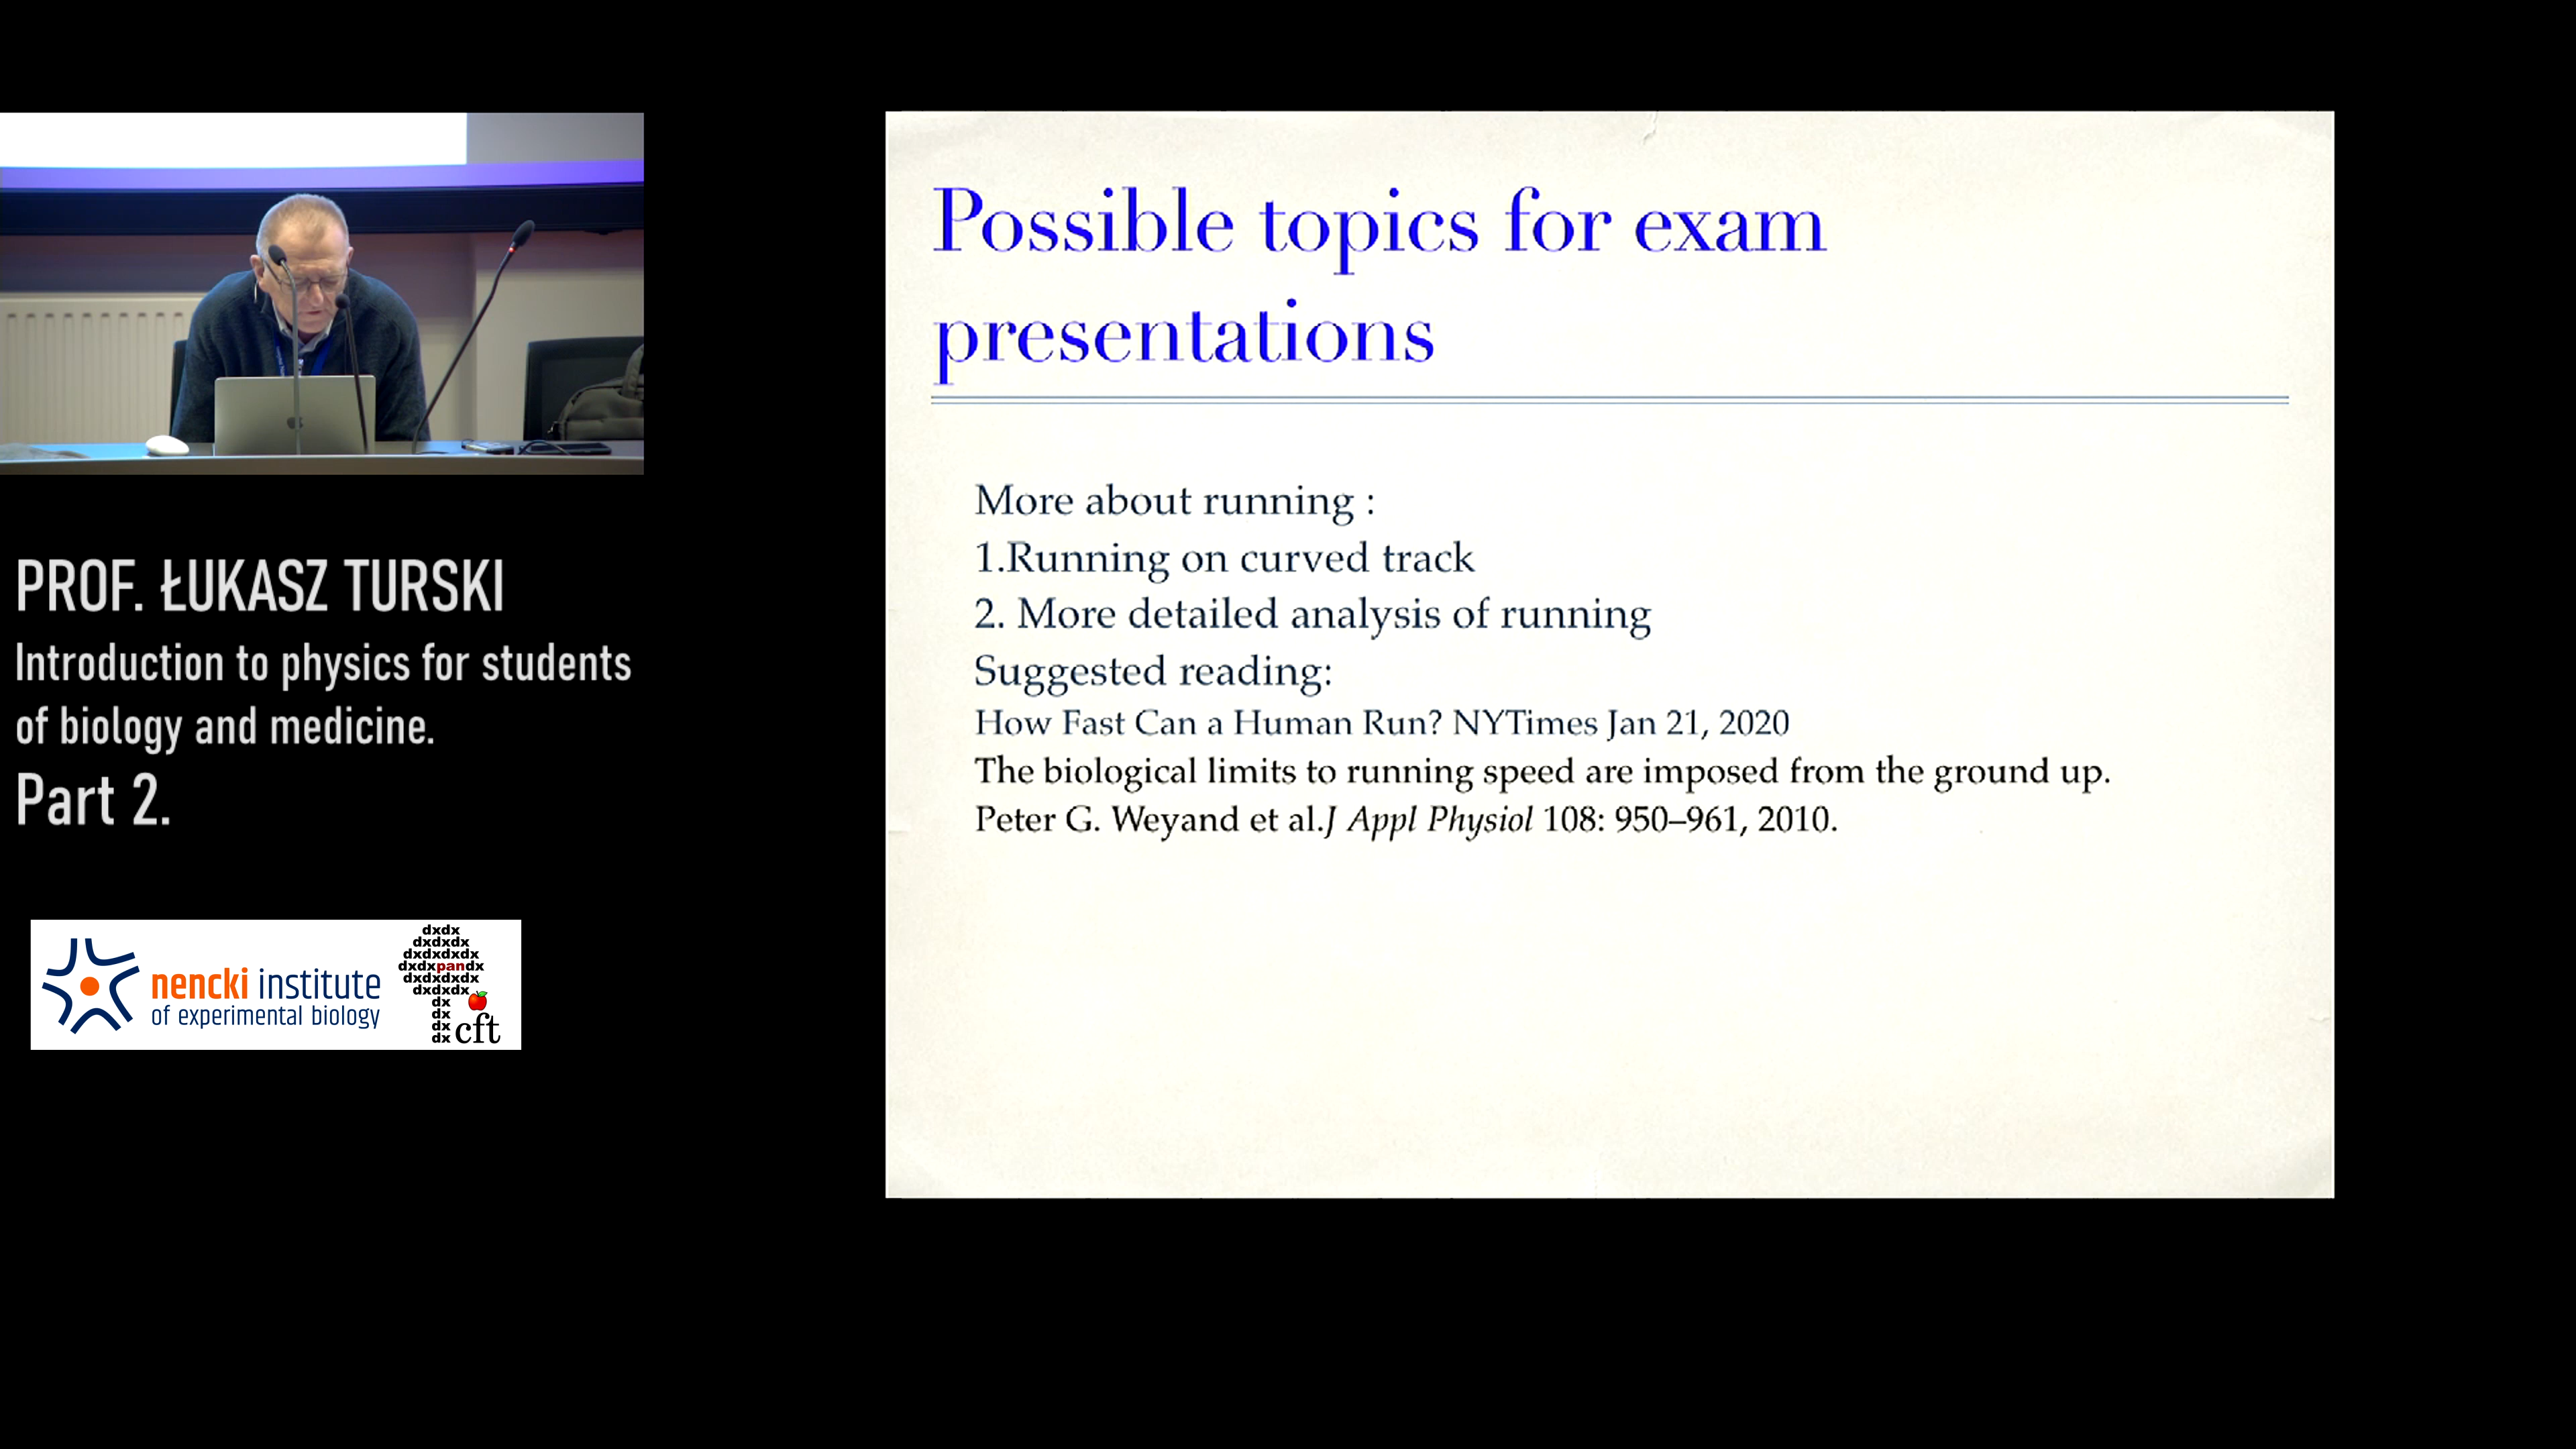 PROF. ŁUKASZ TURSKI
Introduction to physics for students
of biology and medicine.
Part 2.
nencki institute
of experimental biology
dxdx
dxdxdx
dxdxdxdx
dxdxpandx
dxdxdxdx
dxdxdx
dx
dx
dx
dx cft
Possible topics for exam
presentations
More about running :
1.Running on curved track
2. More detailed analysis of running
Suggested reading:
How Fast Can a Human Run? NYTimes Jan 21, 2020
The biological limits to running speed are imposed from the ground up.
Peter G. Weyand et al.J Appl Physiol 108: 950–961, 2010.